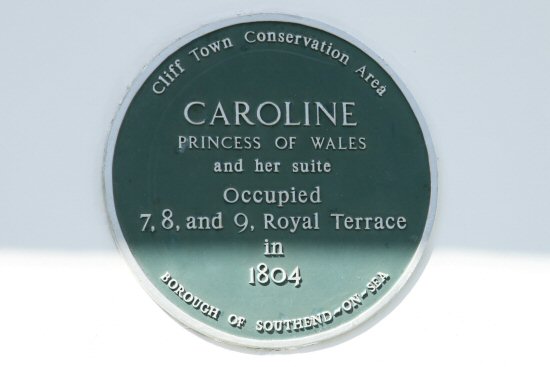 Cliff Town Conservation Area
CAROLINE
PRINCESS OF WALES
and her suite
Occupied
7, 8, and 9, Royal Terrace
in
1804
BOROUGH OF SOUTHEND-ON-SEA